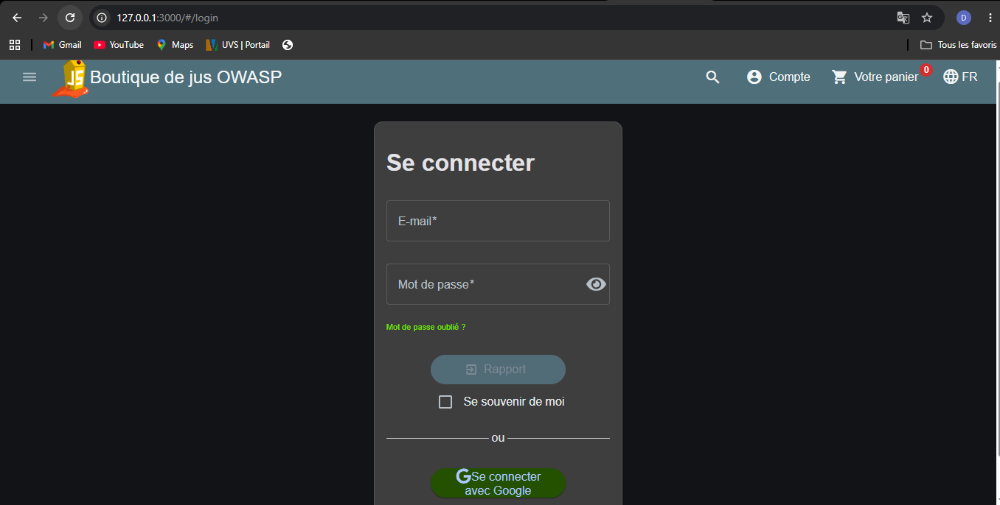 127.0.0.1:3000/#/login
Gmail YouTube Maps UVS | Portail Tous les favoris
JS Boutique de jus OWASP Compte Votre panier 0 FR
Se connecter
E-mail*
Mot de passe*
Mot de passe oublié ?
Rapport
Se souvenir de moi
ou
G Se connecter
avec Google
D